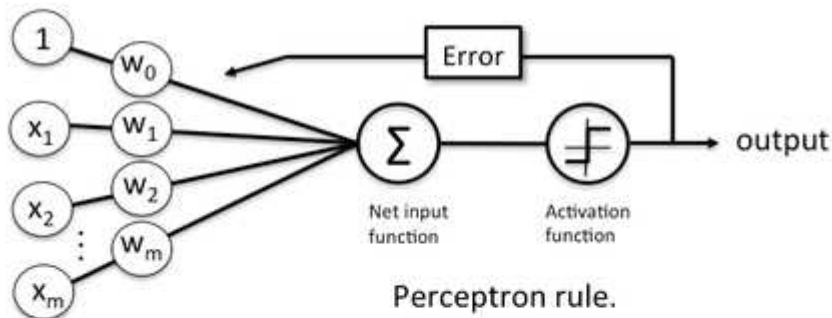 1
w0
Error
x1
w1
Σ
output
x2
w2
Net input
function
Activation
function
⋮
wm
xm
Perceptron rule.